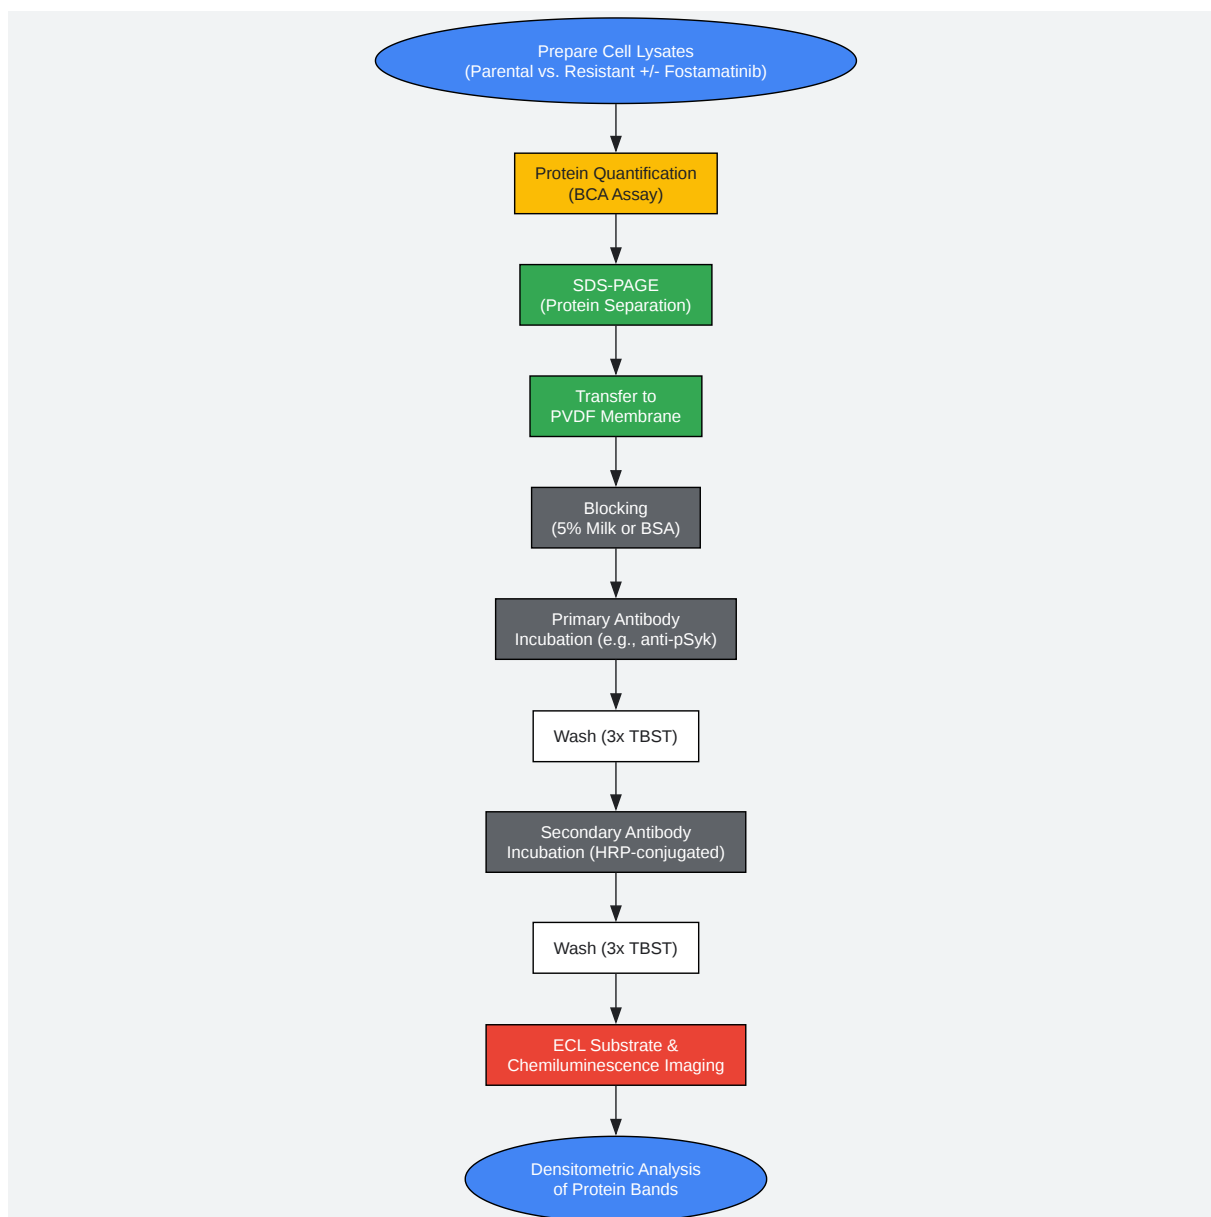 Prepare Cell Lysates
(Parental vs. Resistant +/- Fostamatinib)
Protein Quantification
(BCA Assay)
SDS-PAGE
(Protein Separation)
Transfer to
PVDF Membrane
Blocking
(5% Milk or BSA)
Primary Antibody
Incubation (e.g., anti-pSyk)
Wash (3x TBST)
Secondary Antibody
Incubation (HRP-conjugated)
Wash (3x TBST)
ECL Substrate &
Chemiluminescence Imaging
Densitometric Analysis
of Protein Bands